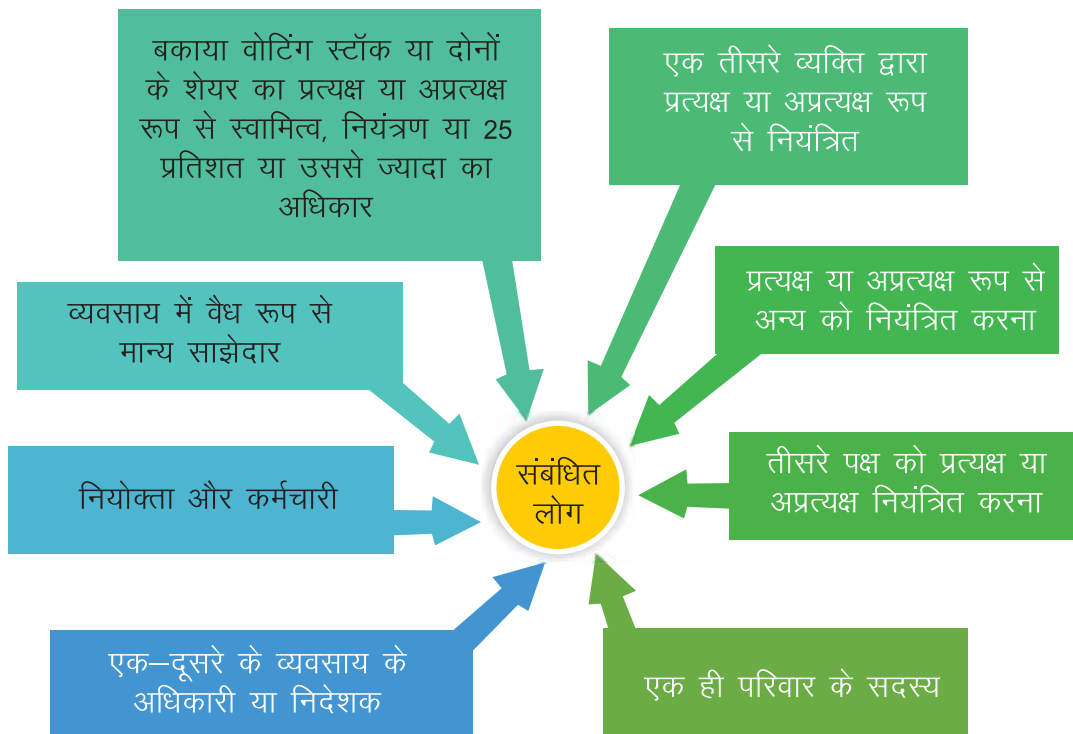 बकाया वोटिंग स्टॉक या दोनों
के शेयर का प्रत्यक्ष या अप्रत्यक्ष
रूप से स्वामित्व, नियंत्रण या 25
प्रतिशत या उससे ज्यादा का
अधिकार
एक तीसरे व्यक्ति द्वारा
प्रत्यक्ष या अप्रत्यक्ष रूप
से नियंत्रित
व्यवसाय में वैध रूप से
मान्य साझेदार
प्रत्यक्ष या अप्रत्यक्ष रूप से
अन्य को नियंत्रित करना
नियोक्ता और कर्मचारी
संबंधित
लोग
तीसरे पक्ष को प्रत्यक्ष या
अप्रत्यक्ष नियंत्रित करना
एक–दूसरे के व्यवसाय के
अधिकारी या निदेशक
एक ही परिवार के सदस्य